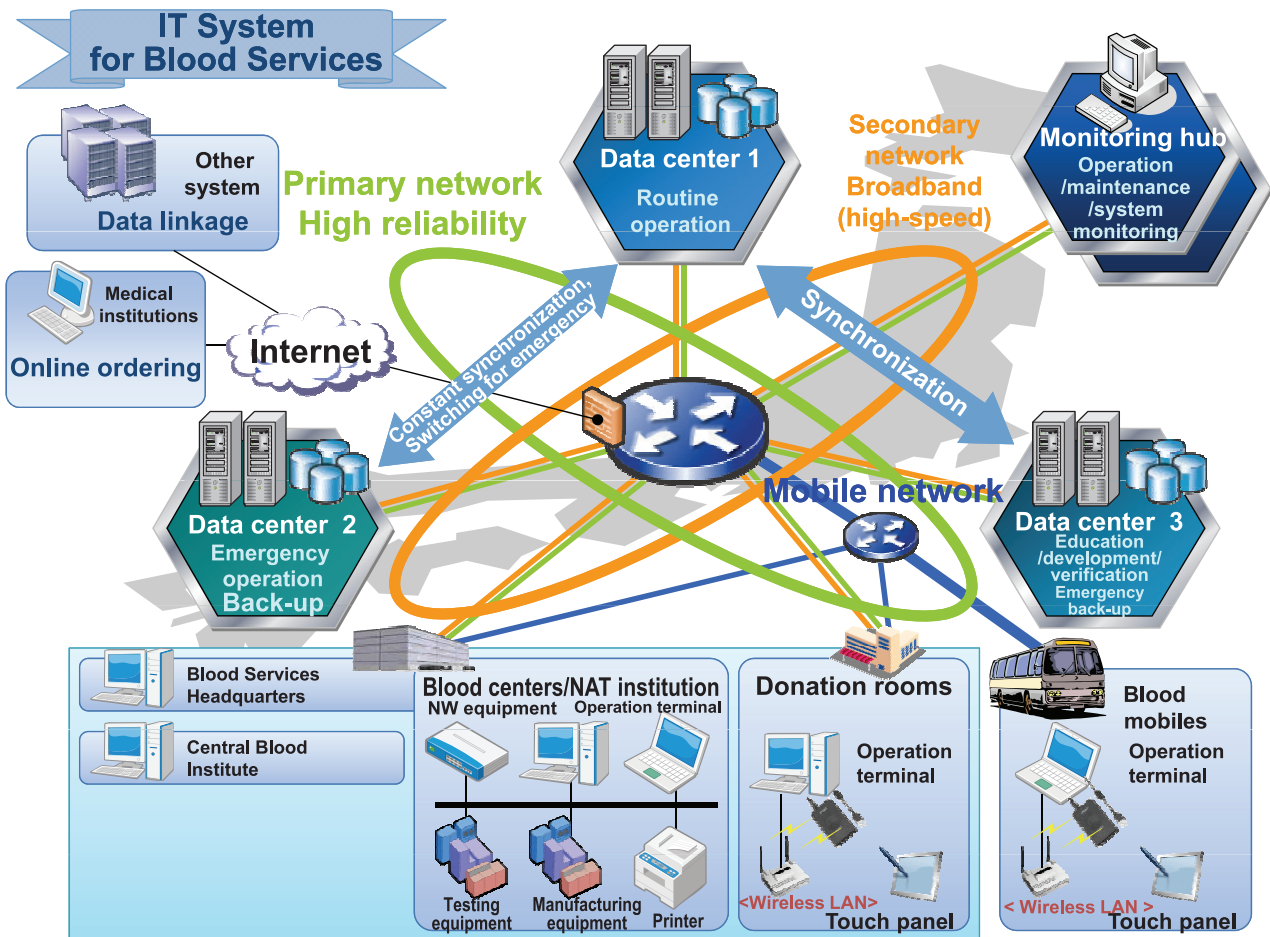 IT System
for Blood Services
Other
system
Data linkage
Medical
institutions
Online ordering
Internet
Primary network
High reliability
Data center 1
Routine
operation
Secondary
network
Broadband
(high-speed)
Monitoring hub
Operation
/maintenance
/system
monitoring
Constant synchronization,
Switching for emergency
Synchronization
Data center 2
Emergency
operation
Back-up
Mobile network
Data center 3
Education
/development/
verification
Emergency
back-up
Blood Services
Headquarters
Central Blood
Institute
Blood centers/NAT institution
NW equipment
Operation terminal
Testing
equipment
Manufacturing
equipment
Printer
Donation rooms
Operation
terminal
<Wireless LAN>
Touch panel
Blood
mobiles
Operation
terminal
< Wireless LAN >
Touch panel